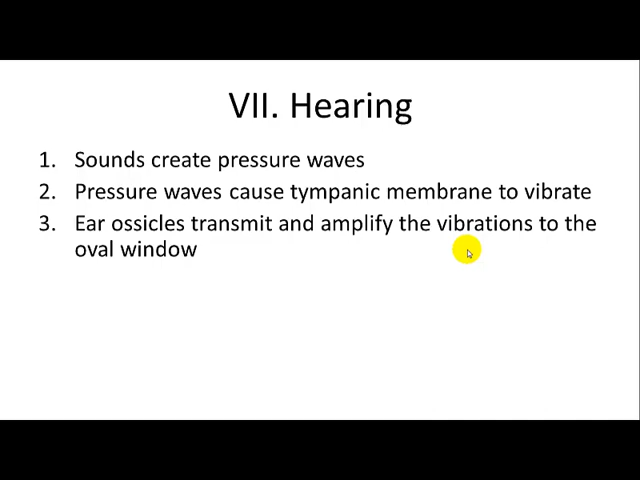 VII. Hearing
1. Sounds create pressure waves
2. Pressure waves cause tympanic membrane to vibrate
3. Ear ossicles transmit and amplify the vibrations to the
oval window